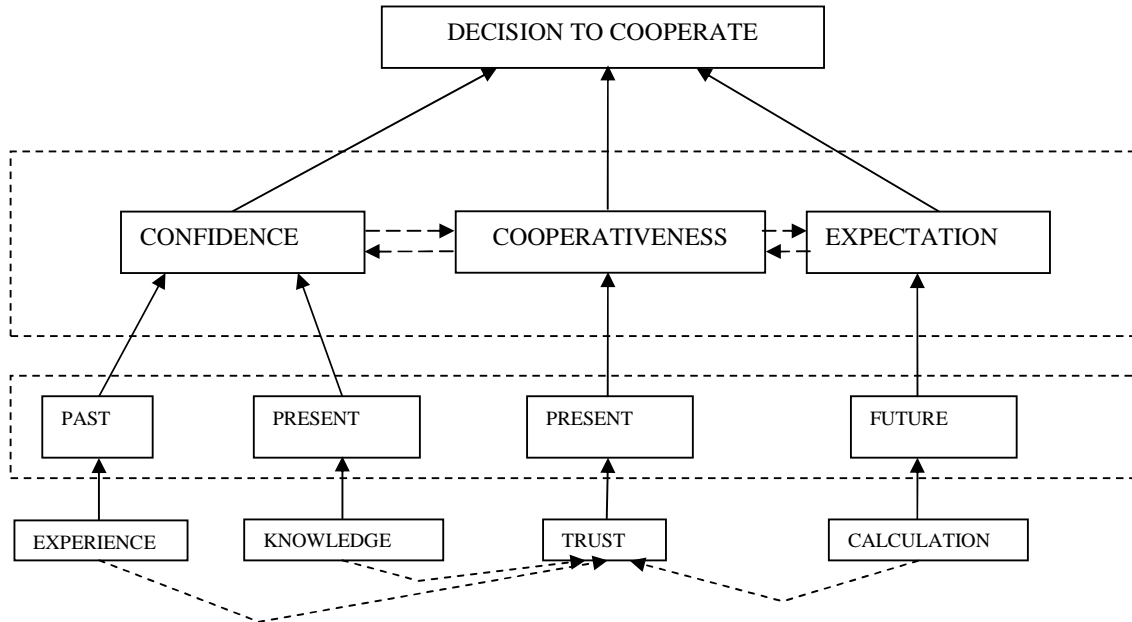 DECISION TO COOPERATE
CONFIDENCE
COOPERATIVENESS
EXPECTATION
PAST
PRESENT
PRESENT
FUTURE
EXPERIENCE
KNOWLEDGE
TRUST
CALCULATION